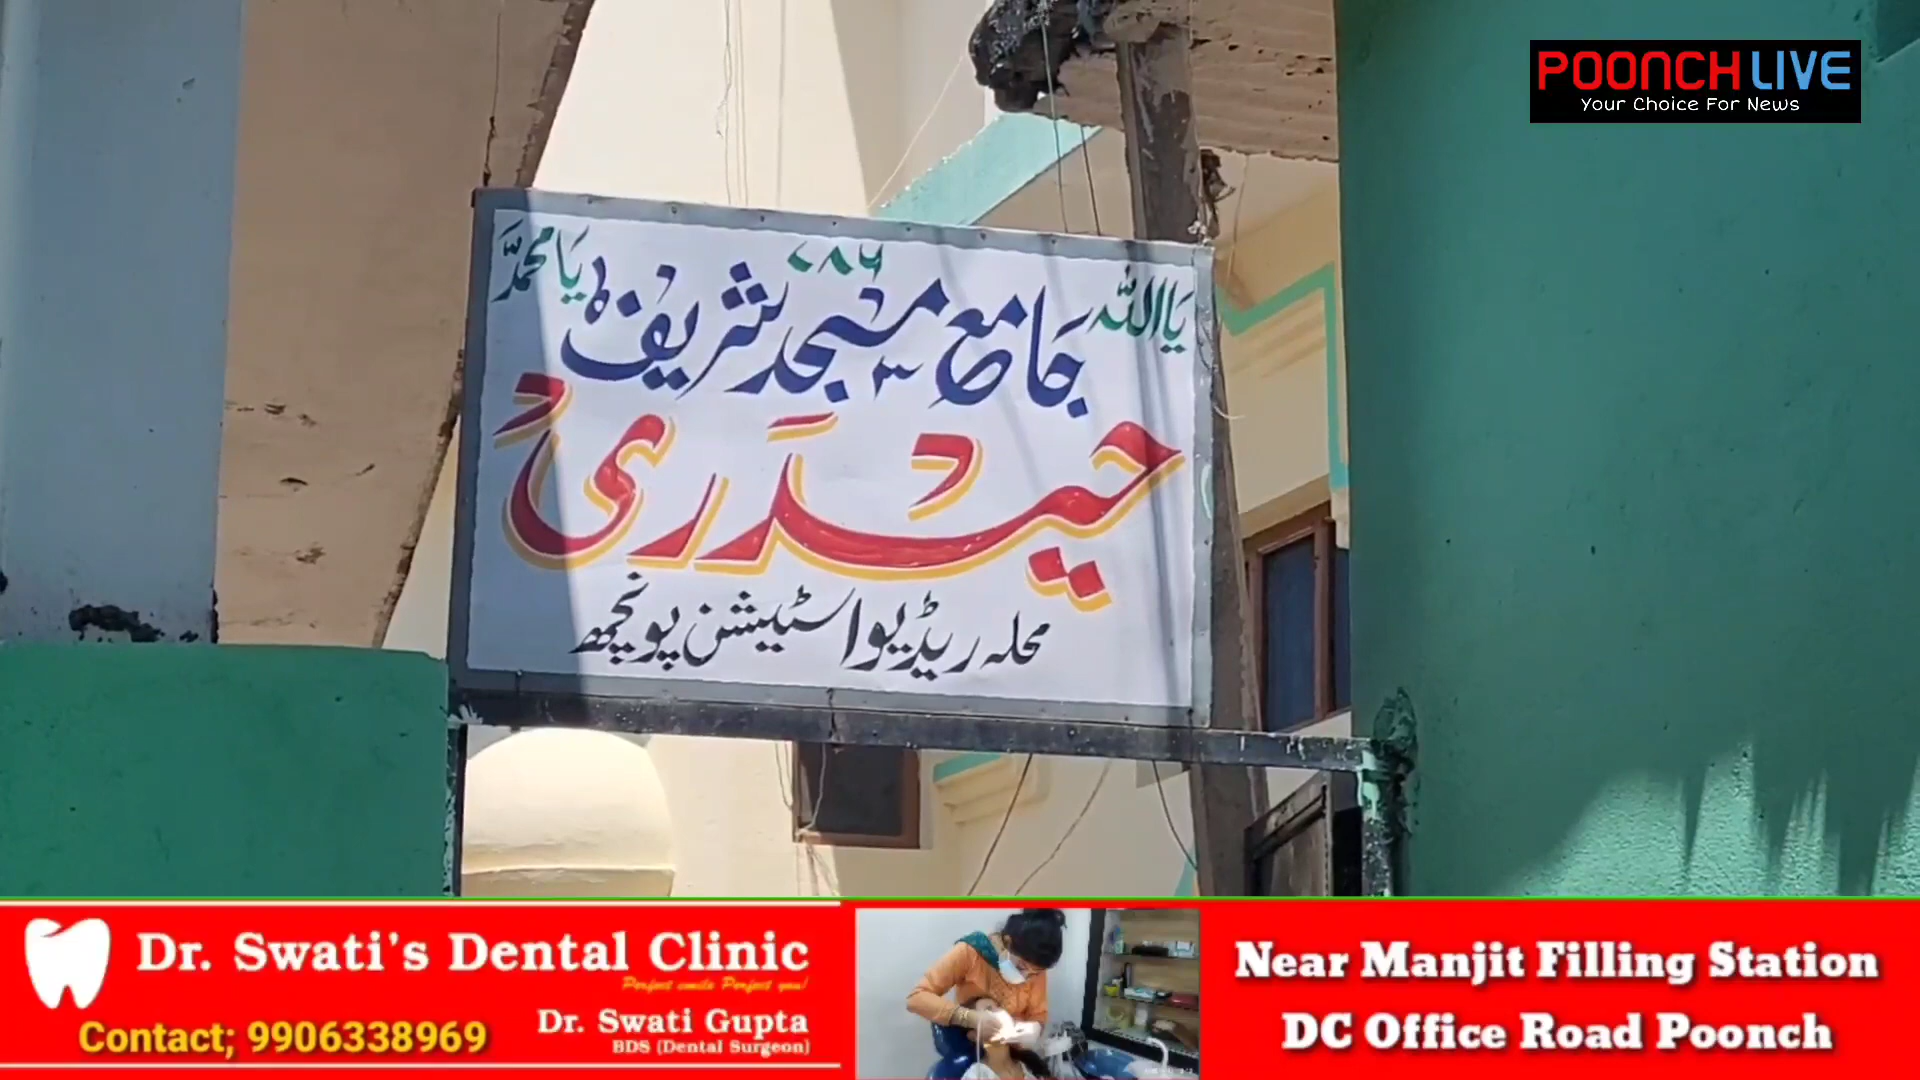 POONCH LIVE
Your Choice For News
یا اللہ ۷۸۶ یا محمدؐ
جامع مسجد شریف
حیدری
محلہ ریڈیو اسٹیشن پونچھ
Dr. Swati's Dental Clinic
Perfect smile Perfect you!
Contact; 9906338969
Dr. Swati Gupta
BDS (Dental Surgeon)
Near Manjit Filling Station
DC Office Road Poonch